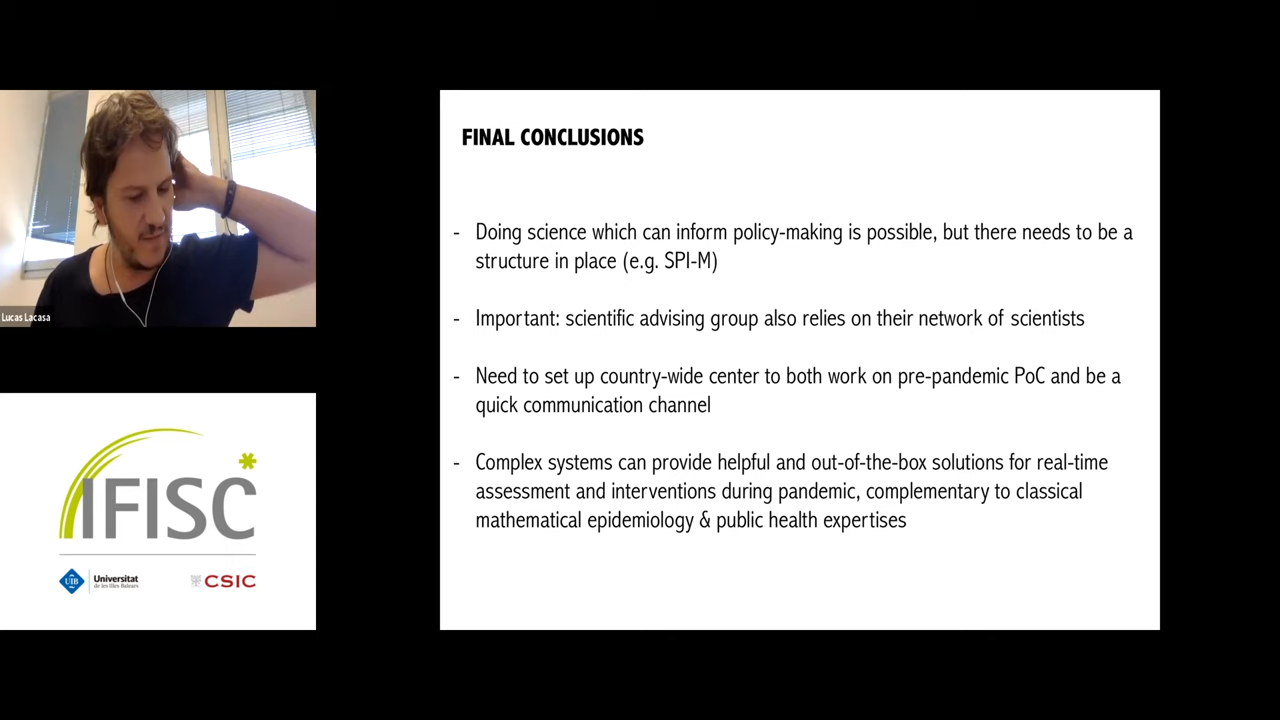 Lucas Lacasa
IFISC
UIB
Universitat
de les Illes Balears
CSIC
FINAL CONCLUSIONS
- Doing science which can inform policy-making is possible, but there needs to be a
structure in place (e.g. SPI-M)
- Important: scientific advising group also relies on their network of scientists
- Need to set up country-wide center to both work on pre-pandemic PoC and be a
quick communication channel
- Complex systems can provide helpful and out-of-the-box solutions for real-time
assessment and interventions during pandemic, complementary to classical
mathematical epidemiology & public health expertises